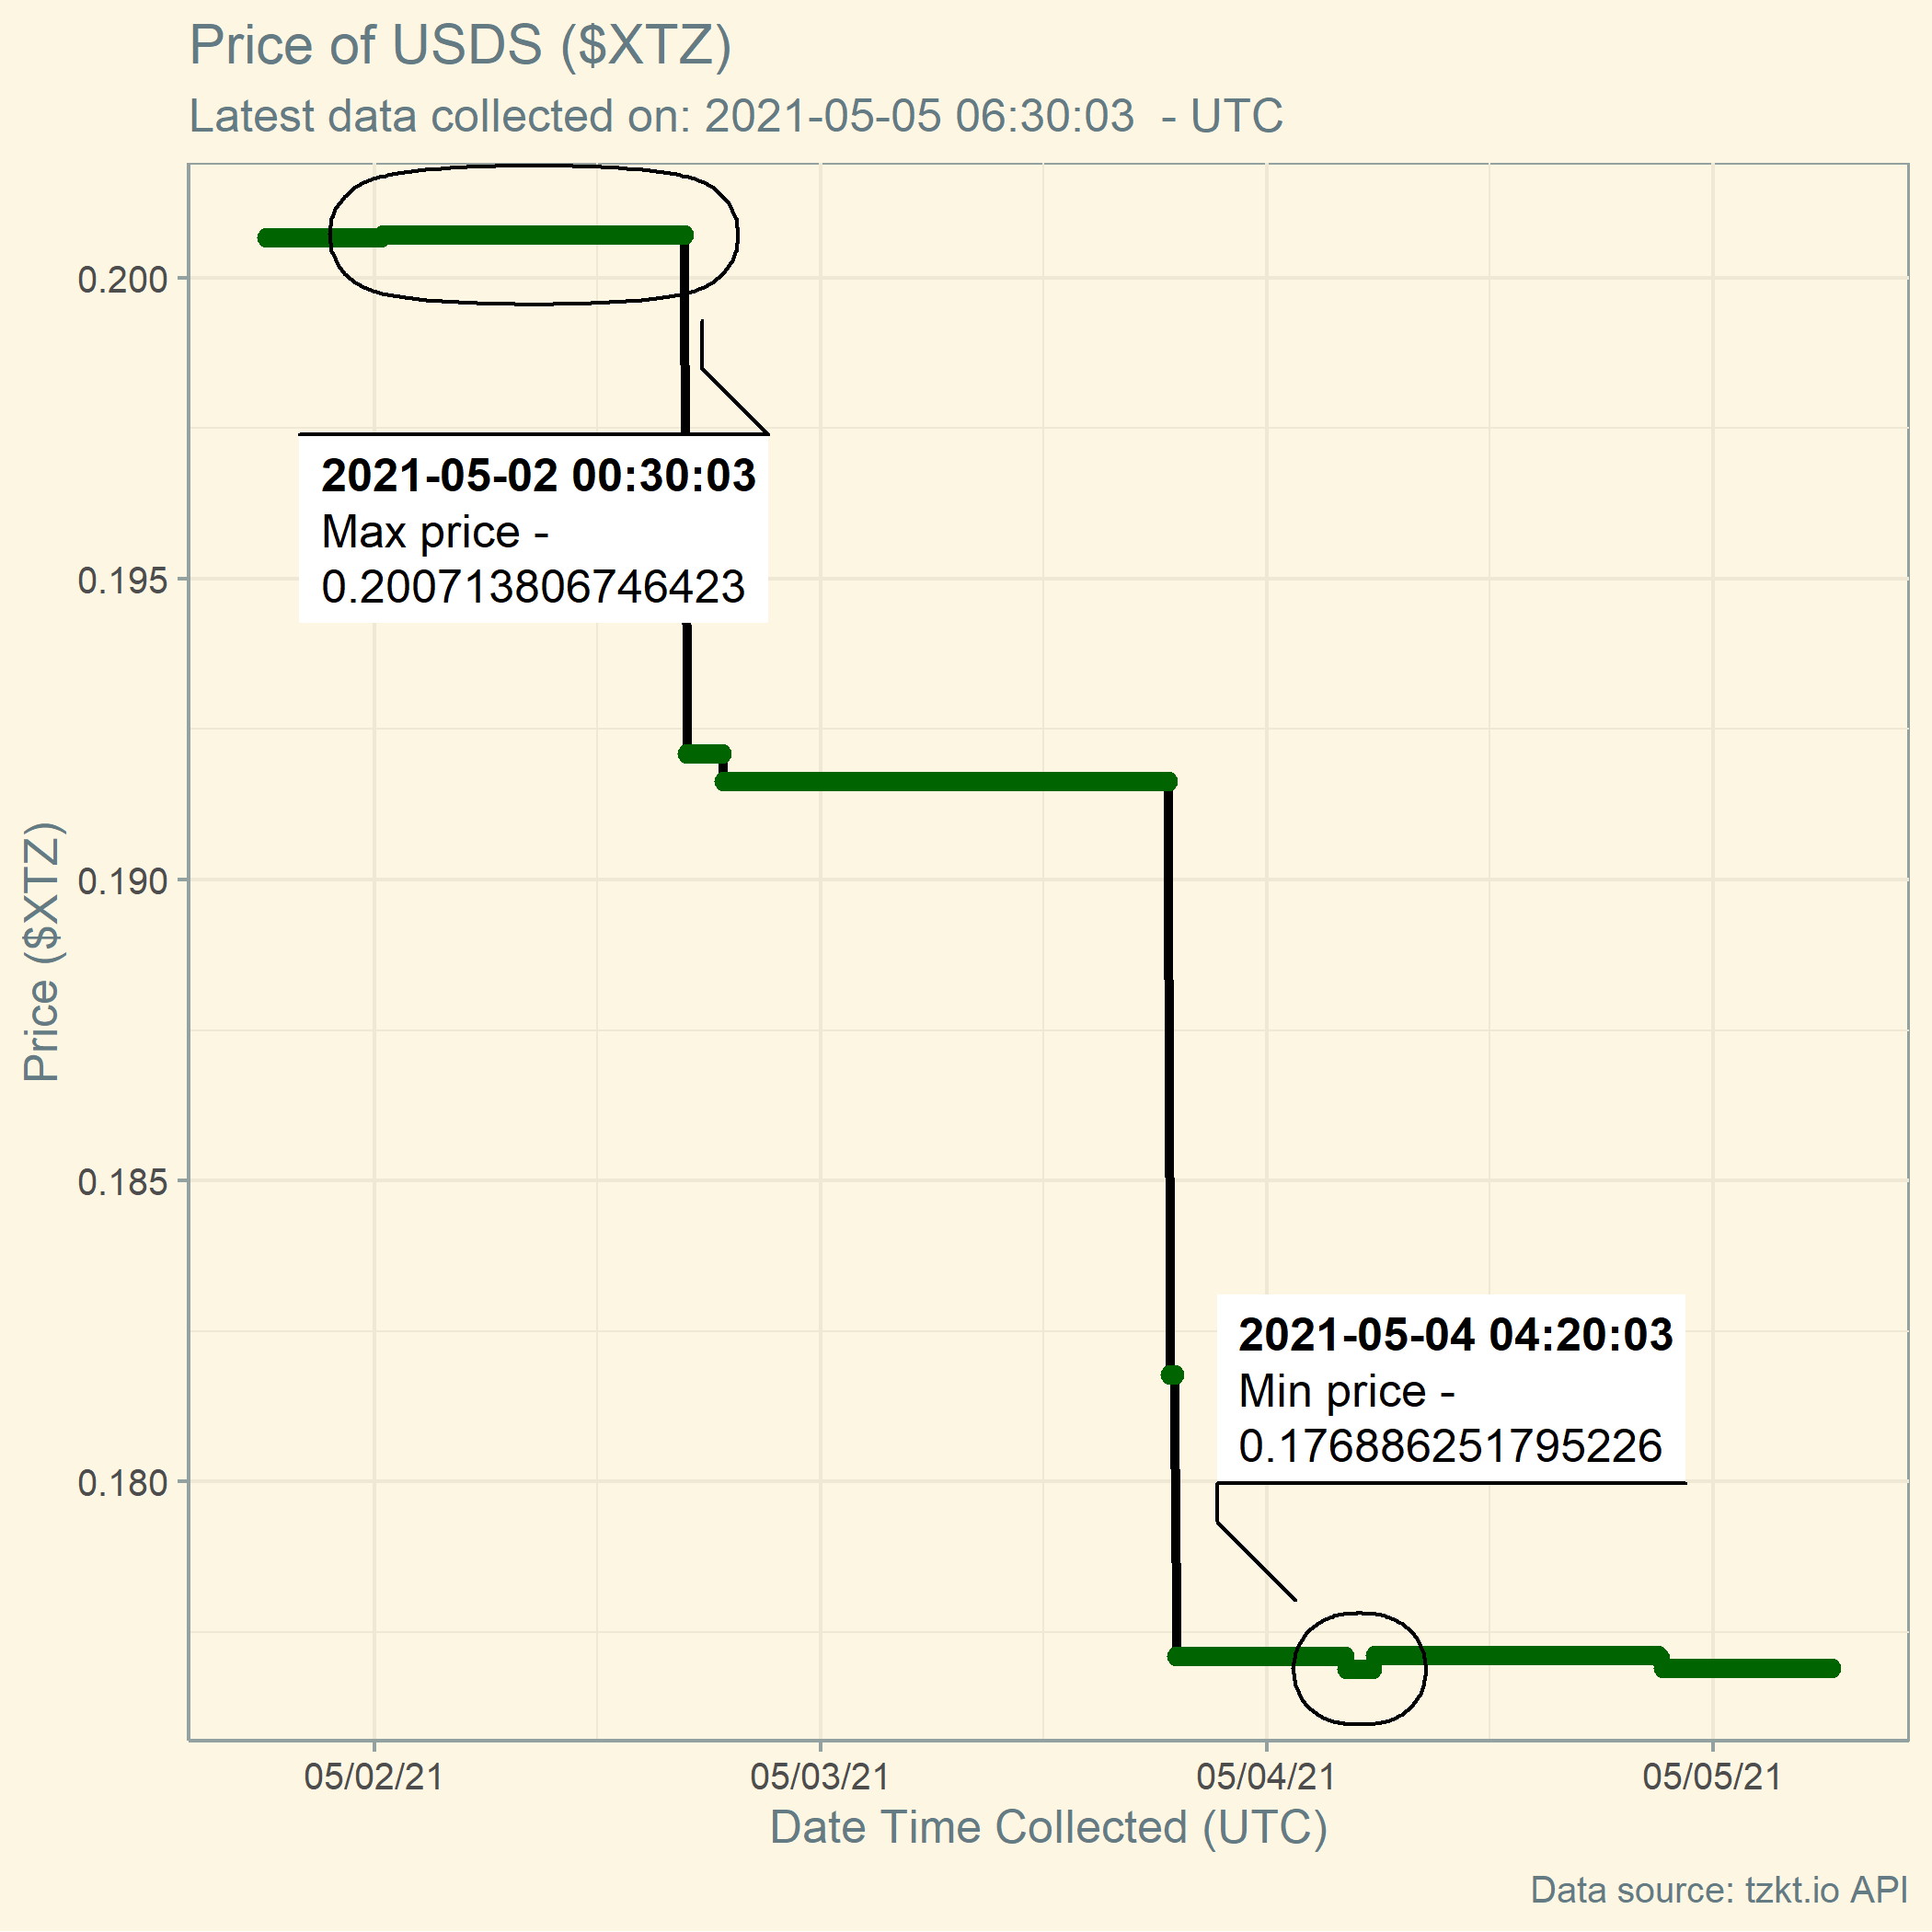 Price of USDS ($XTZ)
Latest data collected on: 2021-05-05 06:30:03  - UTC
Price ($XTZ)
0.200
0.195
0.190
0.185
0.180
2021-05-02 00:30:03
Max price -
0.200713806746423
2021-05-04 04:20:03
Min price -
0.176886251795226
05/02/21
05/03/21
05/04/21
05/05/21
Date Time Collected (UTC)
Data source: tzkt.io API